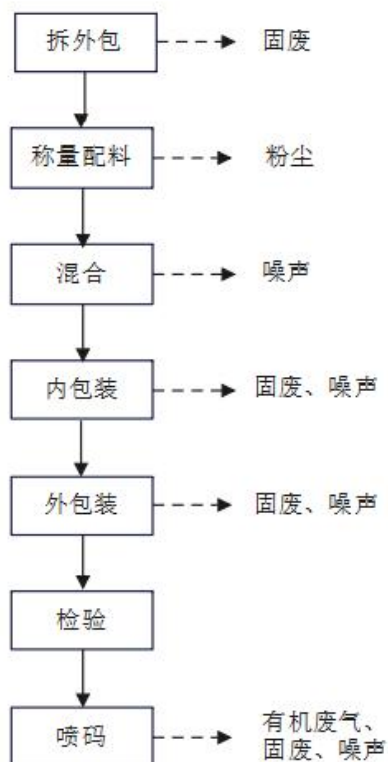 拆外包
固废
称量配料
粉尘
混合
噪声
内包装
固废、噪声
外包装
固废、噪声
检验
喷码
有机废气、
固废、噪声